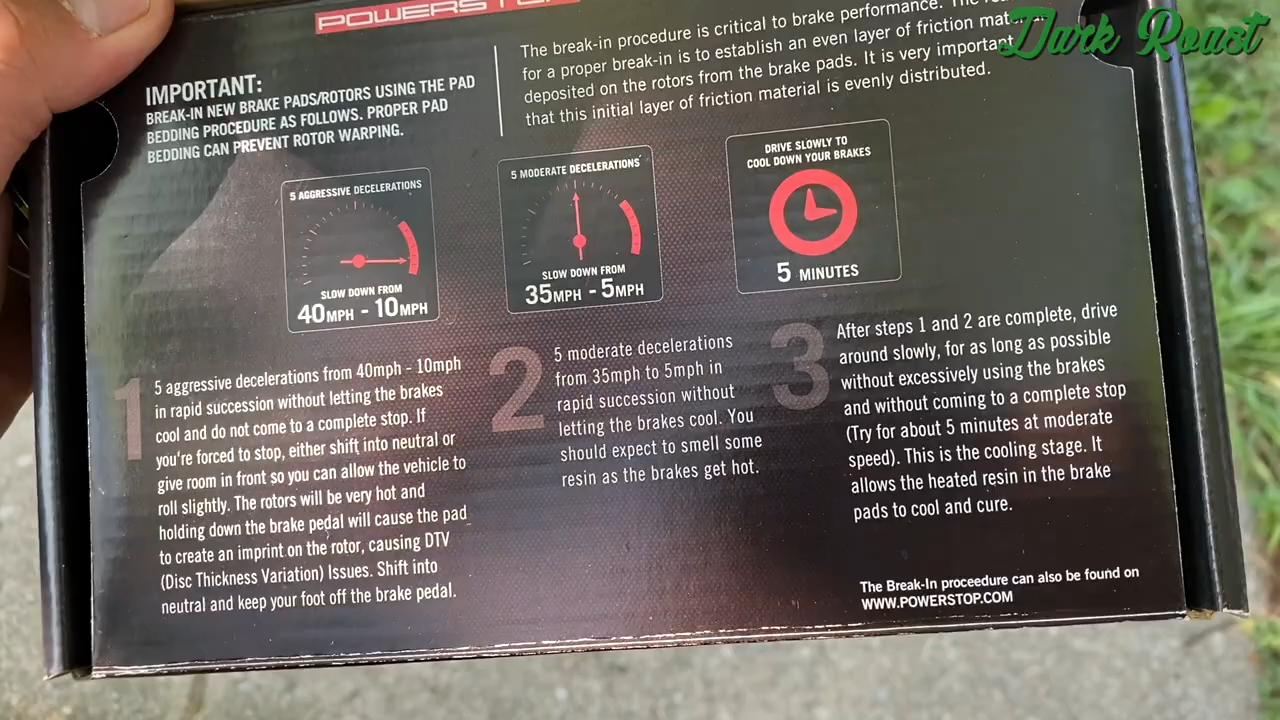 POWERSTOP
IMPORTANT:
BREAK-IN NEW BRAKE PADS/ROTORS USING THE PAD
BEDDING PROCEDURE AS FOLLOWS. PROPER PAD
BEDDING CAN PREVENT ROTOR WARPING.
The break-in procedure is critical to brake performance. The
for a proper break-in is to establish an even layer of friction
deposited on the rotors from the brake pads. It is very important
that this initial layer of friction material is evenly distributed.
Dark Roast
5 AGGRESSIVE DECELERATIONS
SLOW DOWN FROM
40MPH - 10MPH
5 MODERATE DECELERATIONS
SLOW DOWN FROM
35MPH - 5MPH
DRIVE SLOWLY TO
COOL DOWN YOUR BRAKES
5 MINUTES
1
5 aggressive decelerations from 40mph - 10mph
in rapid succession without letting the brakes
cool and do not come to a complete stop. If
you're forced to stop, either shift into neutral or
give room in front so you can allow the vehicle to
roll slightly. The rotors will be very hot and
holding down the brake pedal will cause the pad
to create an imprint on the rotor, causing DTV
(Disc Thickness Variation) Issues. Shift into
neutral and keep your foot off the brake pedal.
2
5 moderate decelerations
from 35mph to 5mph in
rapid succession without
letting the brakes cool. You
should expect to smell some
resin as the brakes get hot.
3
After steps 1 and 2 are complete, drive
around slowly, for as long as possible
without excessively using the brakes
and without coming to a complete stop
(Try for about 5 minutes at moderate
speed). This is the cooling stage. It
allows the heated resin in the brake
pads to cool and cure.
The Break-In proceedure can also be found on
WWW.POWERSTOP.COM